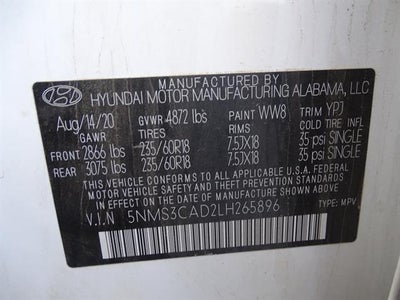 MANUFACTURED BY
HYUNDAI MOTOR MANUFACTURING ALABAMA, LLC
Aug/14/20 GVWR 4872 lbs PAINT WW8 TRIM YPJ
GAWR TIRES RIMS COLD TIRE INFL
FRONT 2866 lbs 235/60R18 7.5JX18 35 psi SINGLE
REAR 3075 lbs 235/60R18 7.5JX18 35 psi SINGLE
THIS VEHICLE CONFORMS TO ALL APPLICABLE U.S.A. FEDERAL
MOTOR VEHICLE SAFETY AND THEFT PREVENTION STANDARDS IN
EFFECT ON THE DATE OF MANUFACTURE SHOWN ABOVE.
V.I.N 5NMS3CAD2LH265896 TYPE: MPV